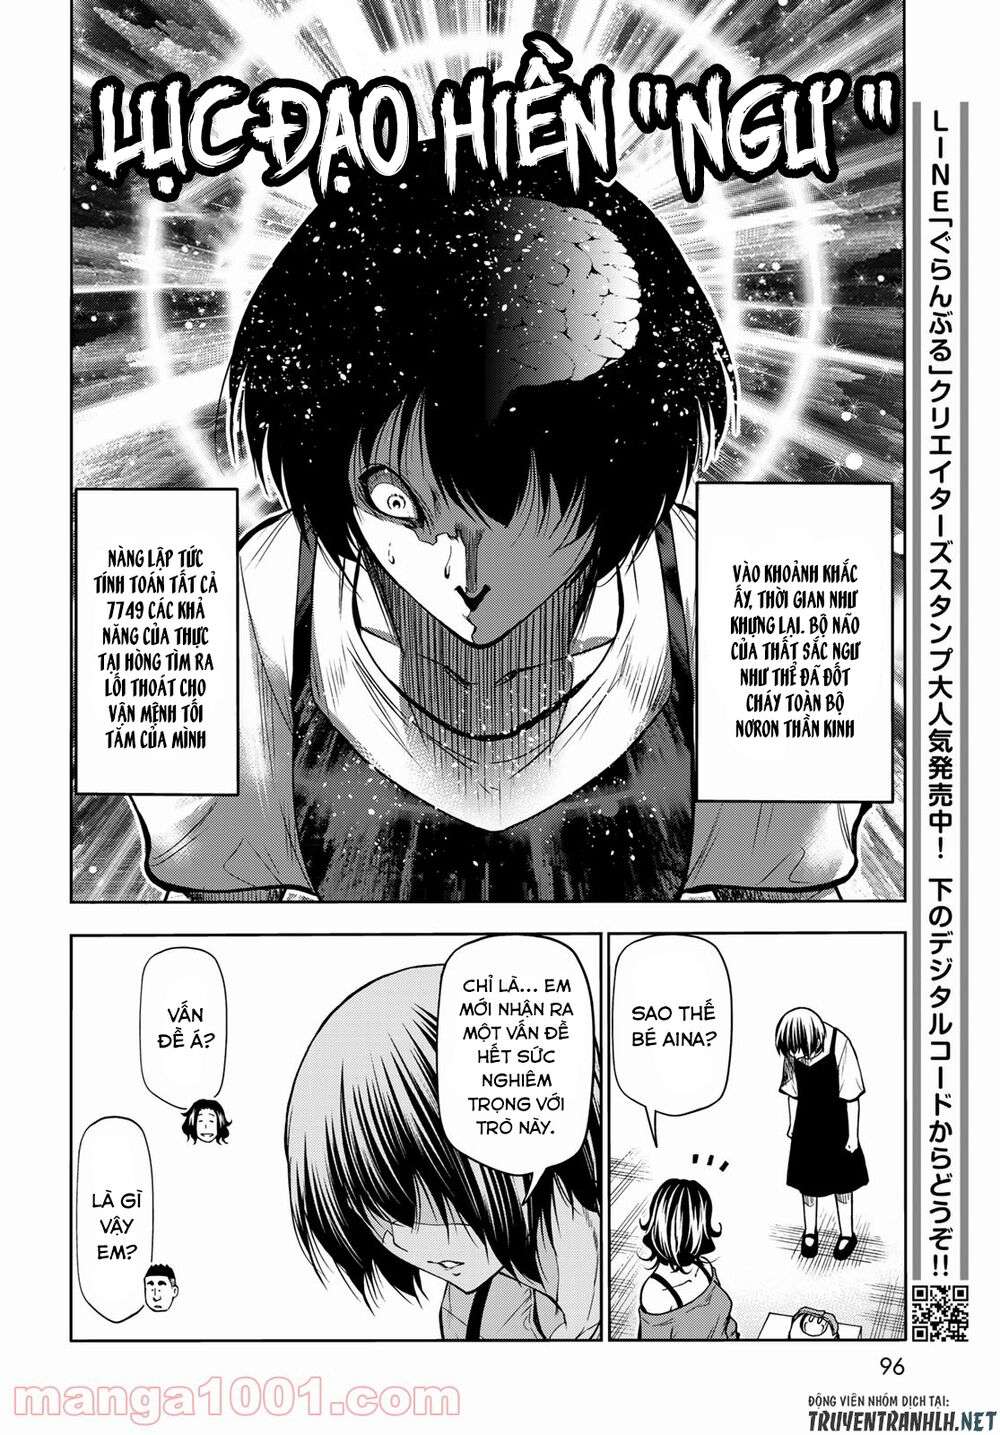 LỤC ĐẠO HIỀN "NGƯ"
VÀO KHOẢNH KHẮC
ẤY, THỜI GIAN NHƯ
KHỰNG LẠI. BỘ NÃO
CỦA THẤT SẮC NGƯ
NHƯ THỂ ĐÃ ĐỐT
CHÁY TOÀN BỘ
NƠRON THẦN KINH
NÀNG LẬP TỨC
TÍNH TOÁN TẤT CẢ
7749 CÁC KHẢ
NĂNG CỦA THỰC
TẠI HÒNG TÌM RA
LỐI THOÁT CHO
VẬN MỆNH TỐI
TĂM CỦA MÌNH
SAO THẾ
BÉ AINA?
CHỈ LÀ... EM
MỚI NHẬN RA
MỘT VẤN ĐỀ
HẾT SỨC
NGHIÊM
TRỌNG VỚI
TRÒ NÀY.
VẤN
ĐỀ Á?
LÀ GÌ
VẬY
EM?
LINE「ぐらんぶる」クリエイターズスタンプ大人気発売中! 下のデジタルコードからどうぞ!!
96
manga1001.com
ĐỘNG VIÊN NHÓM DỊCH TẠI:
TRUYENTRANHLH.NET